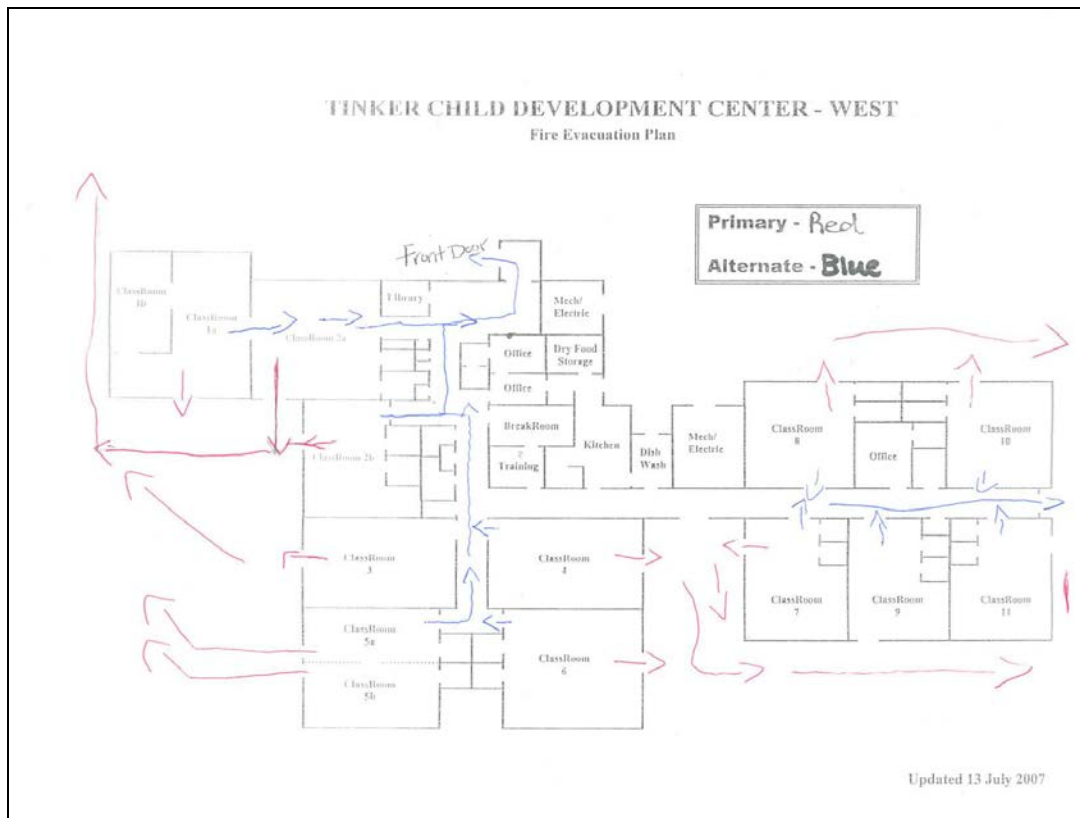 TINKER CHILD DEVELOPMENT CENTER - WEST
Fire Evacuation Plan
Primary - Red
Alternate - Blue
Front Door
ClassRoom
1b
ClassRoom
1a
ClassRoom 2a
Library
Mech/
Electric
Office
Dry Food
Storage
Office
BreakRoom
/
Training
Kitchen
Dish
Wash
Mech/
Electric
ClassRoom
8
Office
ClassRoom
10
ClassRoom 2b
ClassRoom
3
ClassRoom
4
ClassRoom
7
ClassRoom
9
ClassRoom
11
ClassRoom
5a
ClassRoom
5b
ClassRoom
6
Updated 13 July 2007